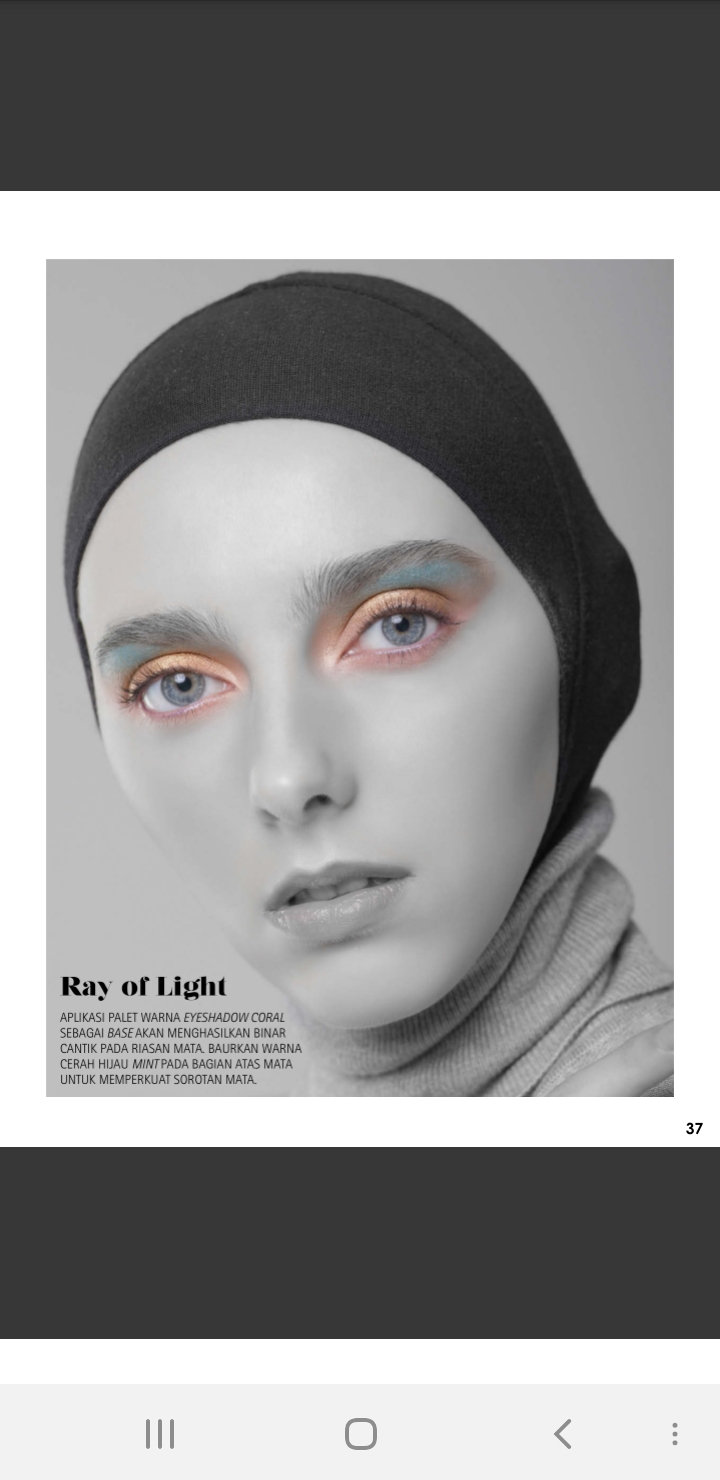 Ray of Light
APLIKASI PALET WARNA EYESHADOW CORAL
SEBAGAI BASE AKAN MENGHASILKAN BINAR
CANTIK PADA RIASAN MATA. BAURKAN WARNA
CERAH HIJAU MINT PADA BAGIAN ATAS MATA
UNTUK MEMPERKUAT SOROTAN MATA.
37